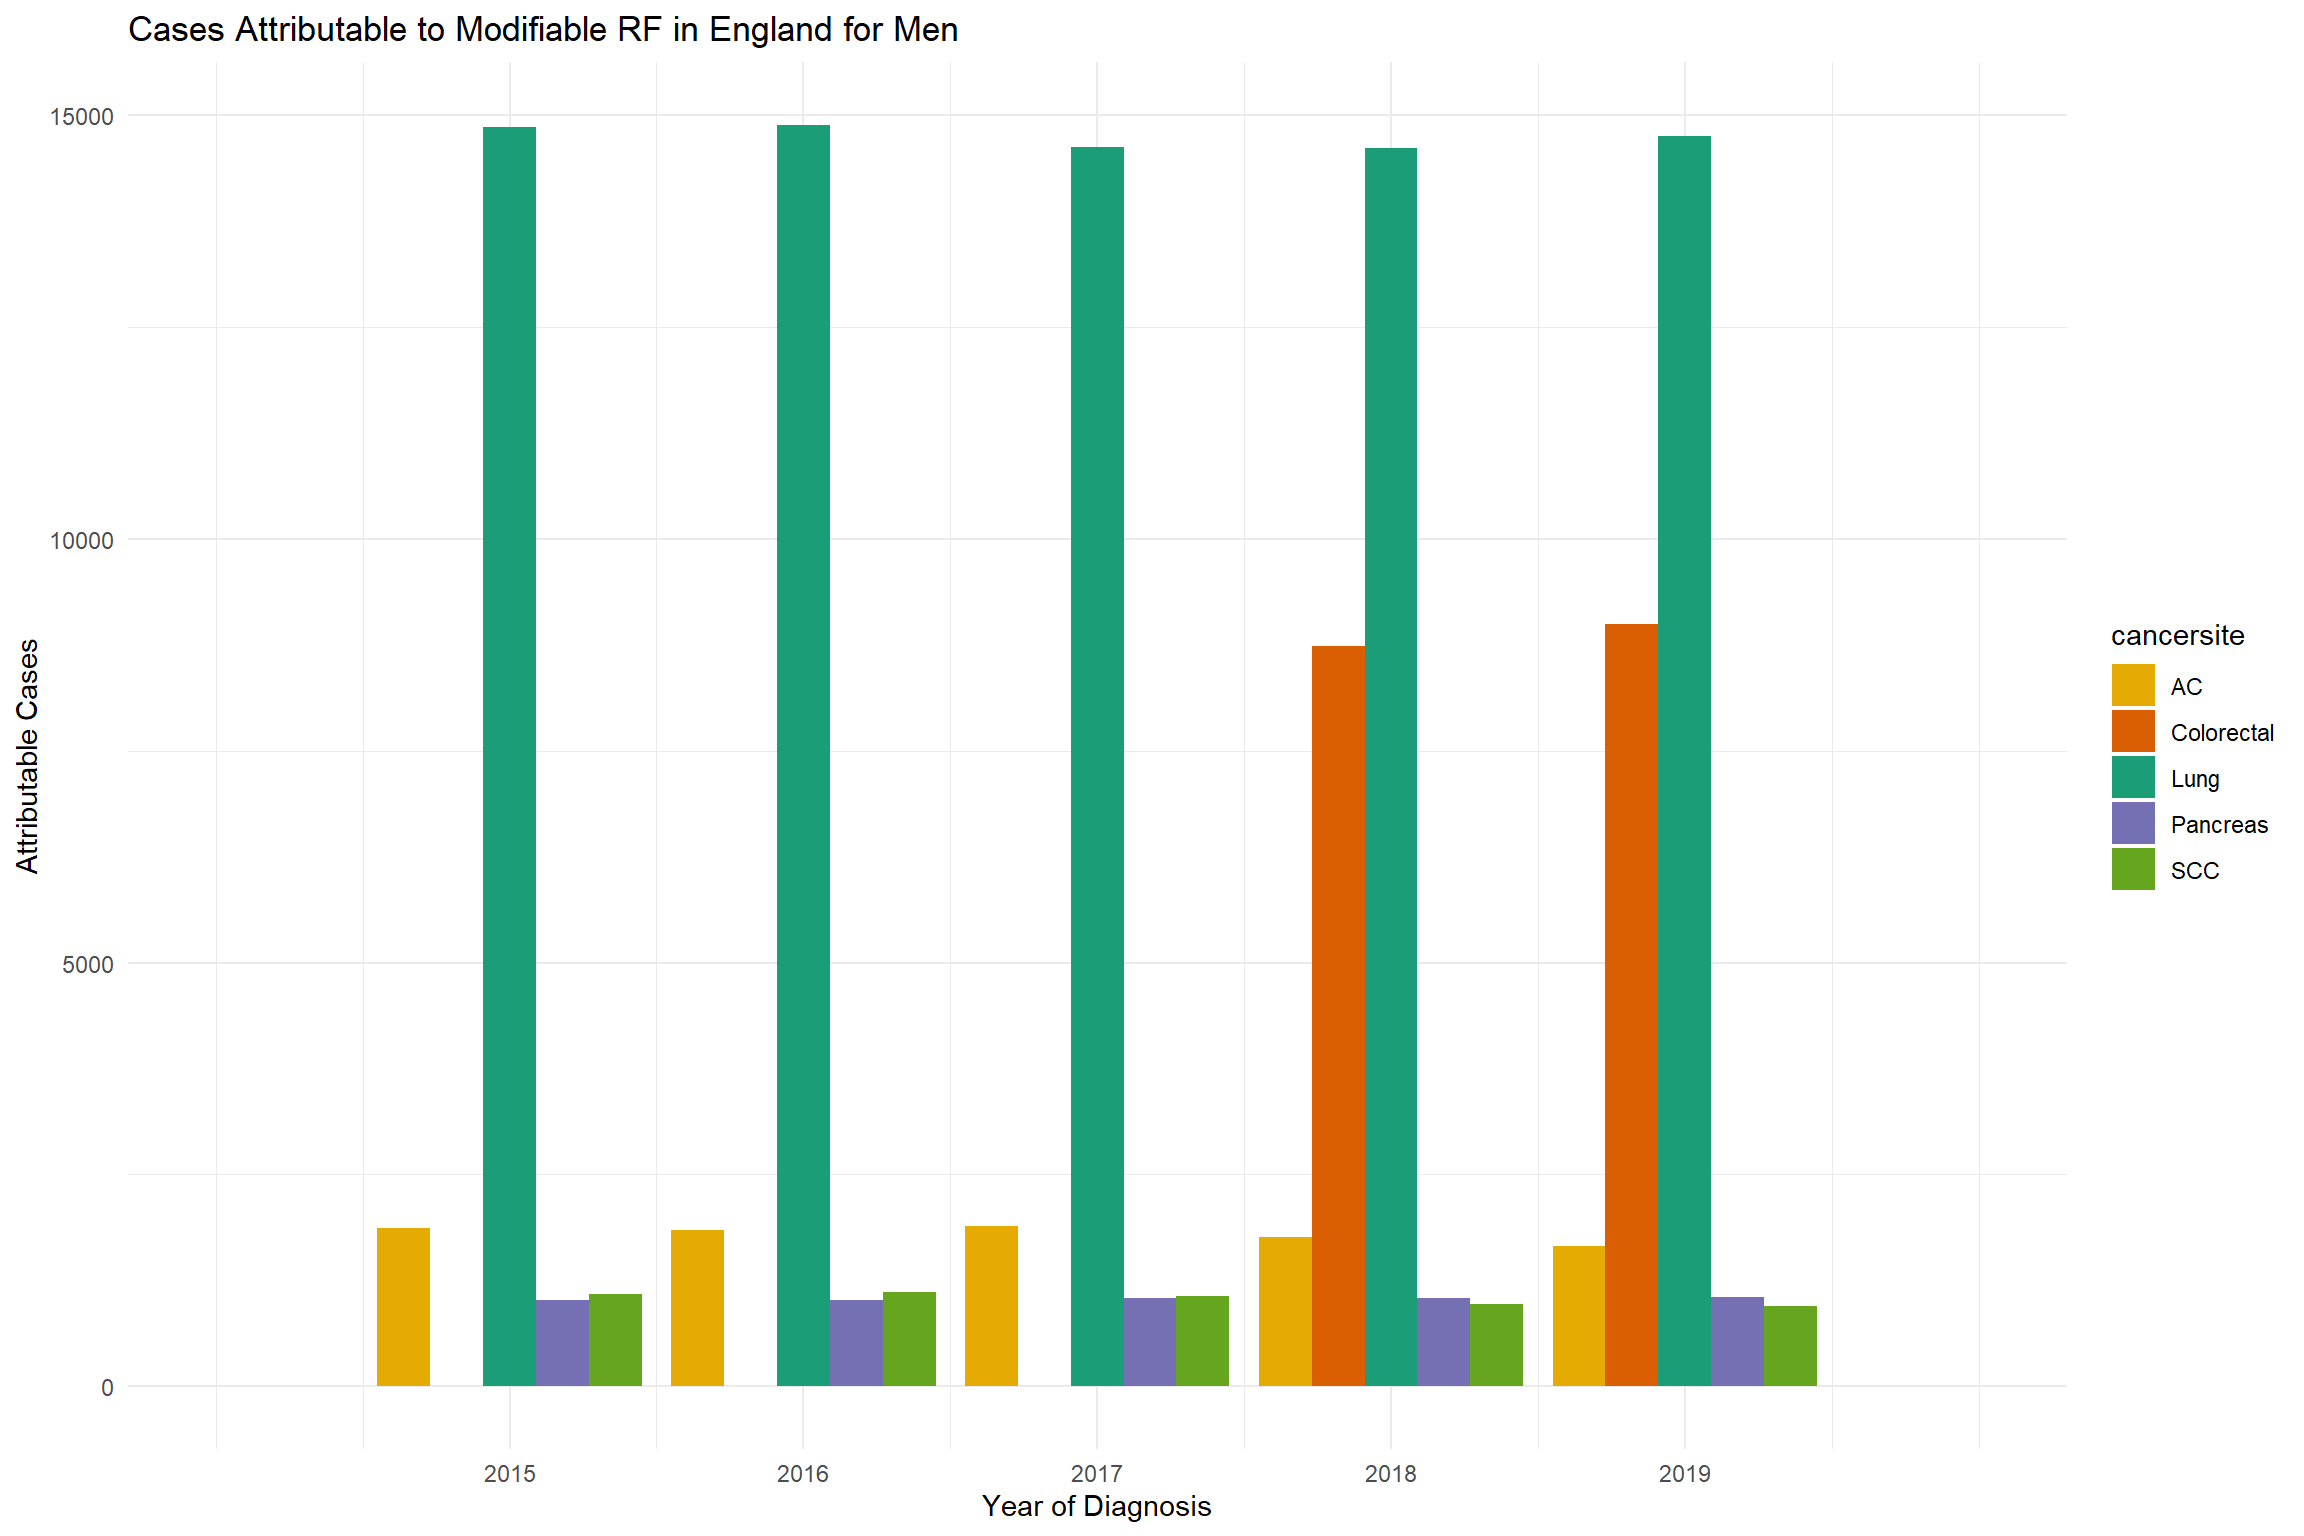 Cases Attributable to Modifiable RF in England for Men
15000
10000
5000
0
Attributable Cases
2015 2016 2017 2018 2019
Year of Diagnosis
cancersite
AC
Colorectal
Lung
Pancreas
SCC